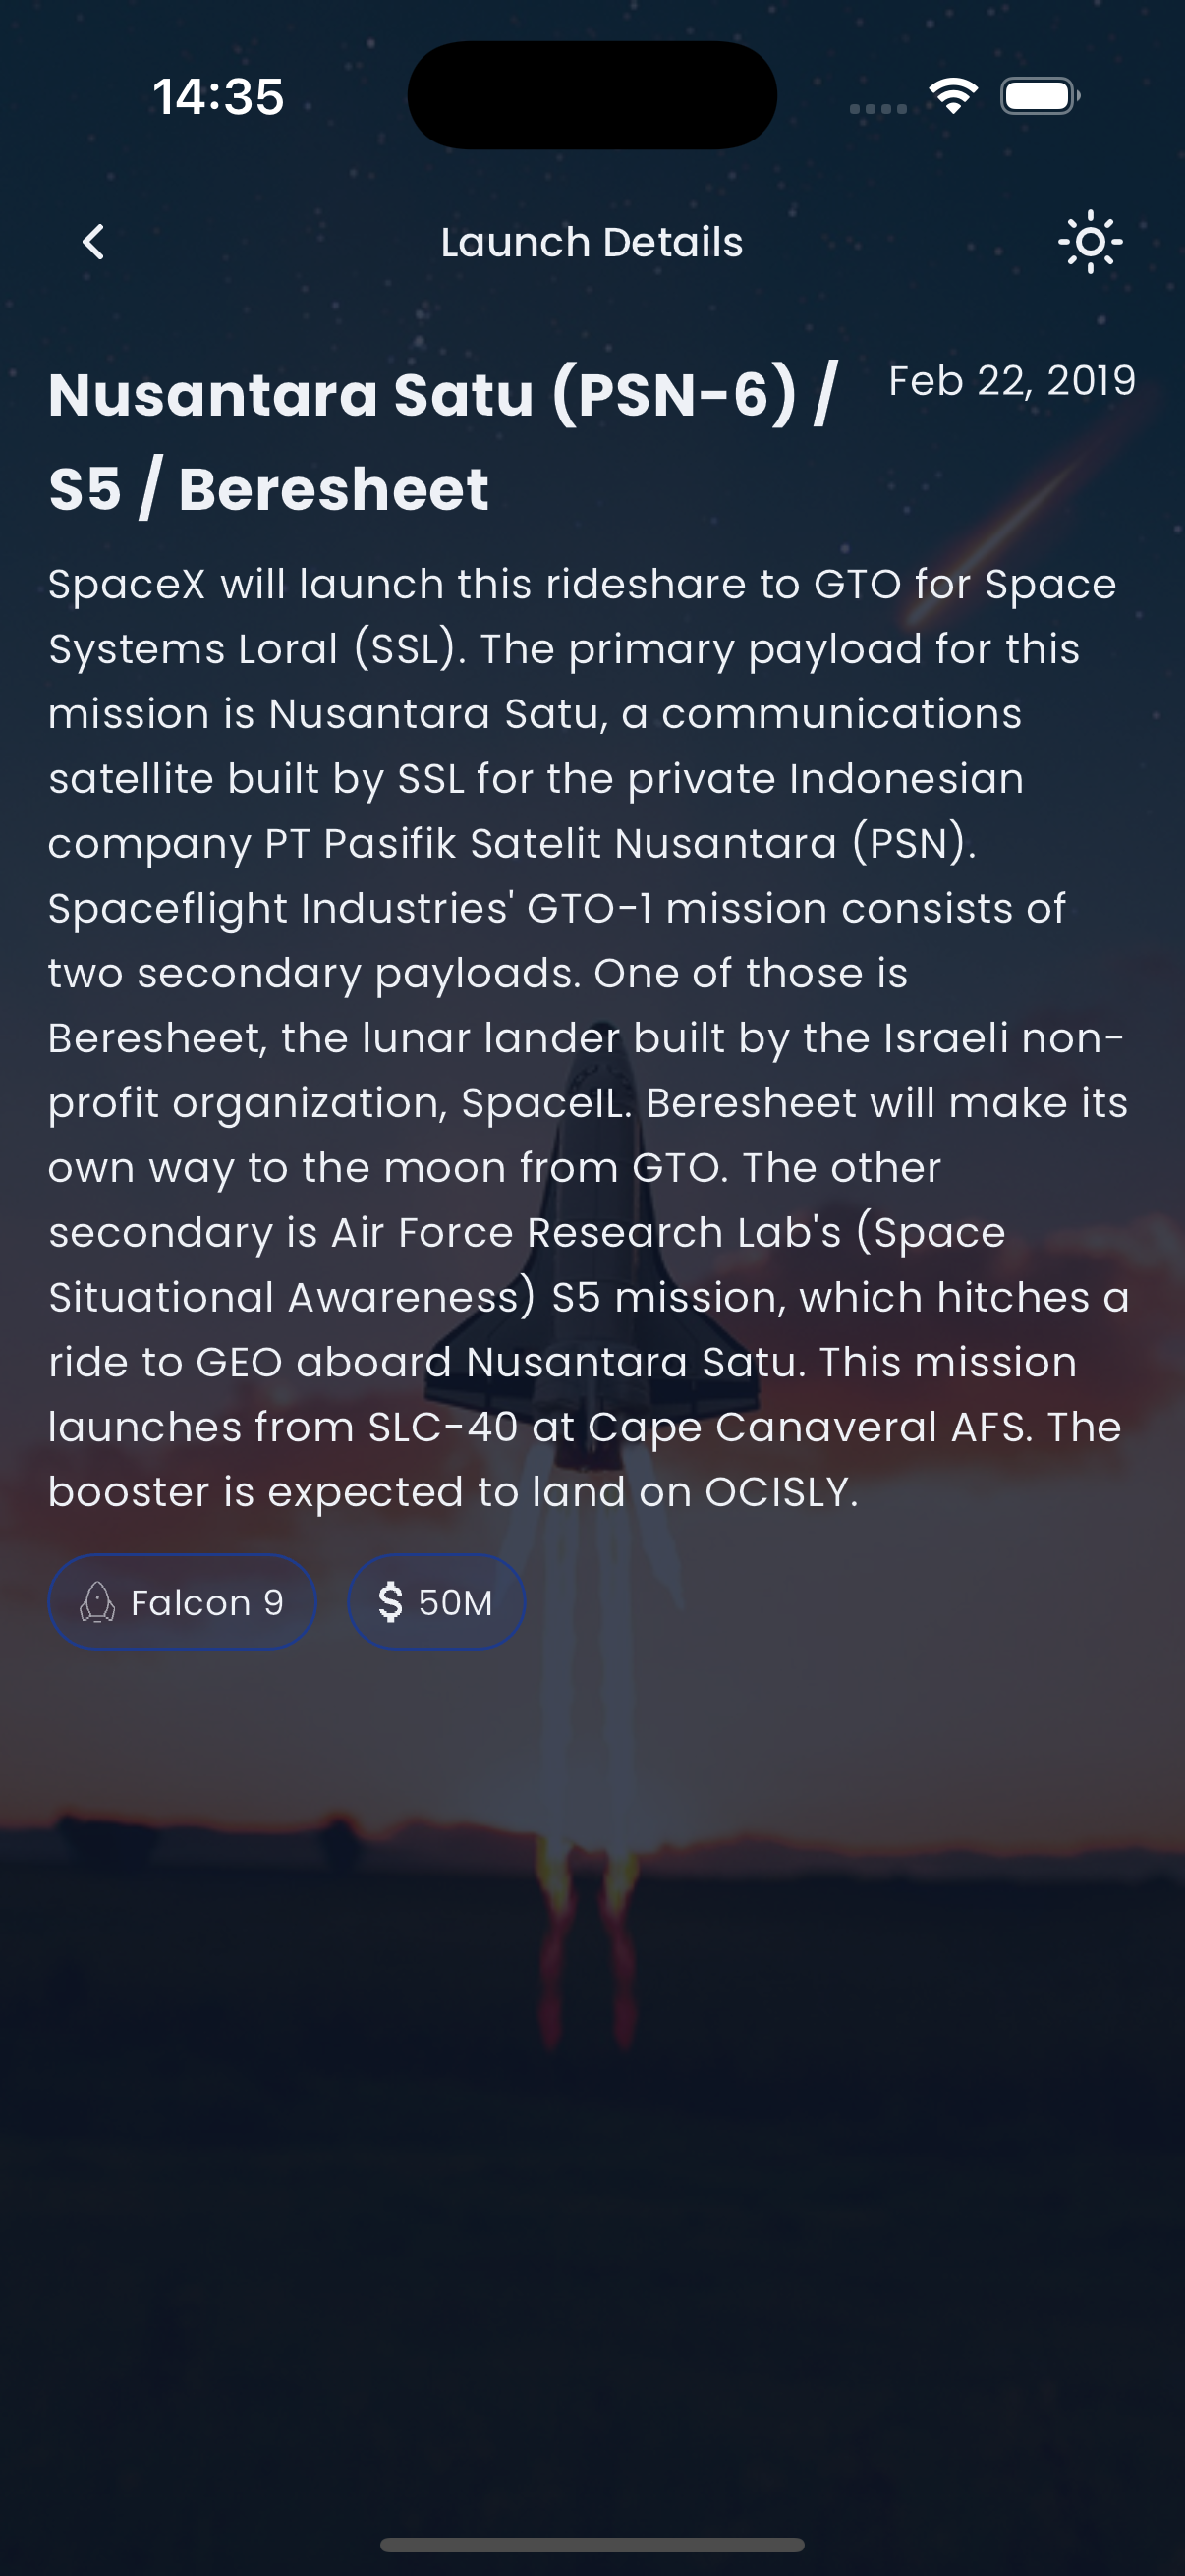 14:35
Launch Details
Nusantara Satu (PSN-6) /
S5 / Beresheet
Feb 22, 2019
SpaceX will launch this rideshare to GTO for Space
Systems Loral (SSL). The primary payload for this
mission is Nusantara Satu, a communications
satellite built by SSL for the private Indonesian
company PT Pasifik Satelit Nusantara (PSN).
Spaceflight Industries' GTO-1 mission consists of
two secondary payloads. One of those is
Beresheet, the lunar lander built by the Israeli non-
profit organization, SpaceIL. Beresheet will make its
own way to the moon from GTO. The other
secondary is Air Force Research Lab's (Space
Situational Awareness) S5 mission, which hitches a
ride to GEO aboard Nusantara Satu. This mission
launches from SLC-40 at Cape Canaveral AFS. The
booster is expected to land on OCISLY.
Falcon 9
$ 50M